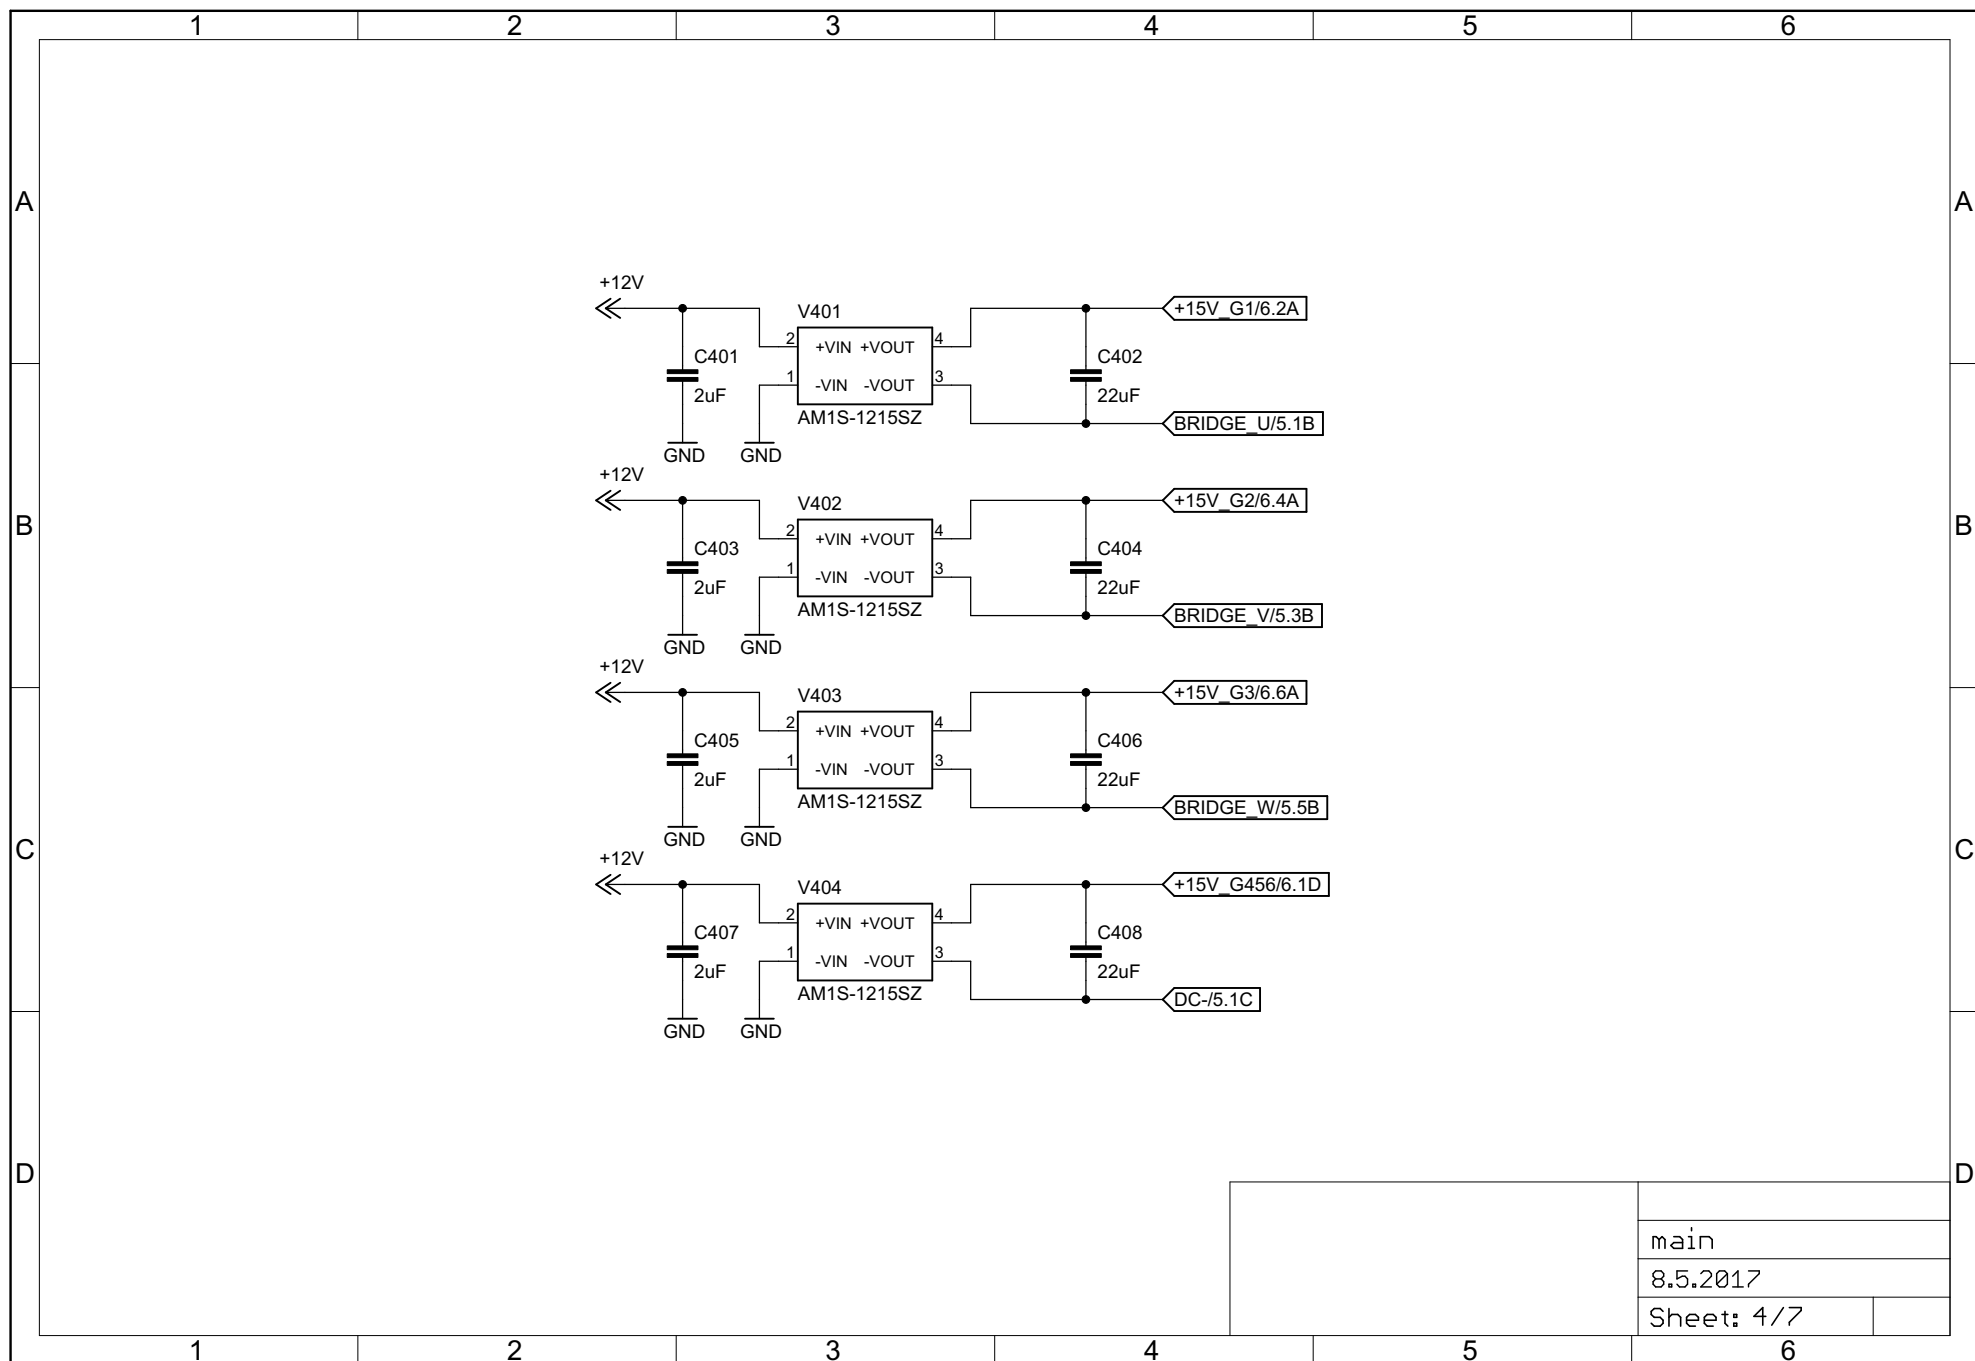 1 2 3 4 5 6
A A
+12V
V401
+15V_G1/6.2A
2 +VIN +VOUT 4
C401 C402
1 -VIN -VOUT 3
2uF 22uF
AM1S-1215SZ
BRIDGE_U/5.1B
GND GND
+12V
V402
+15V_G2/6.4A
B B
2 +VIN +VOUT 4
C403 C404
1 -VIN -VOUT 3
2uF 22uF
AM1S-1215SZ
BRIDGE_V/5.3B
GND GND
+12V
V403
+15V_G3/6.6A
2 +VIN +VOUT 4
C405 C406
1 -VIN -VOUT 3
2uF 22uF
AM1S-1215SZ
BRIDGE_W/5.5B
GND GND
C C
+12V
V404
+15V_G456/6.1D
2 +VIN +VOUT 4
C407 C408
1 -VIN -VOUT 3
2uF 22uF
AM1S-1215SZ
DC-/5.1C
GND GND
D D
main
8.5.2017
Sheet: 4/7
1 2 3 4 5 6